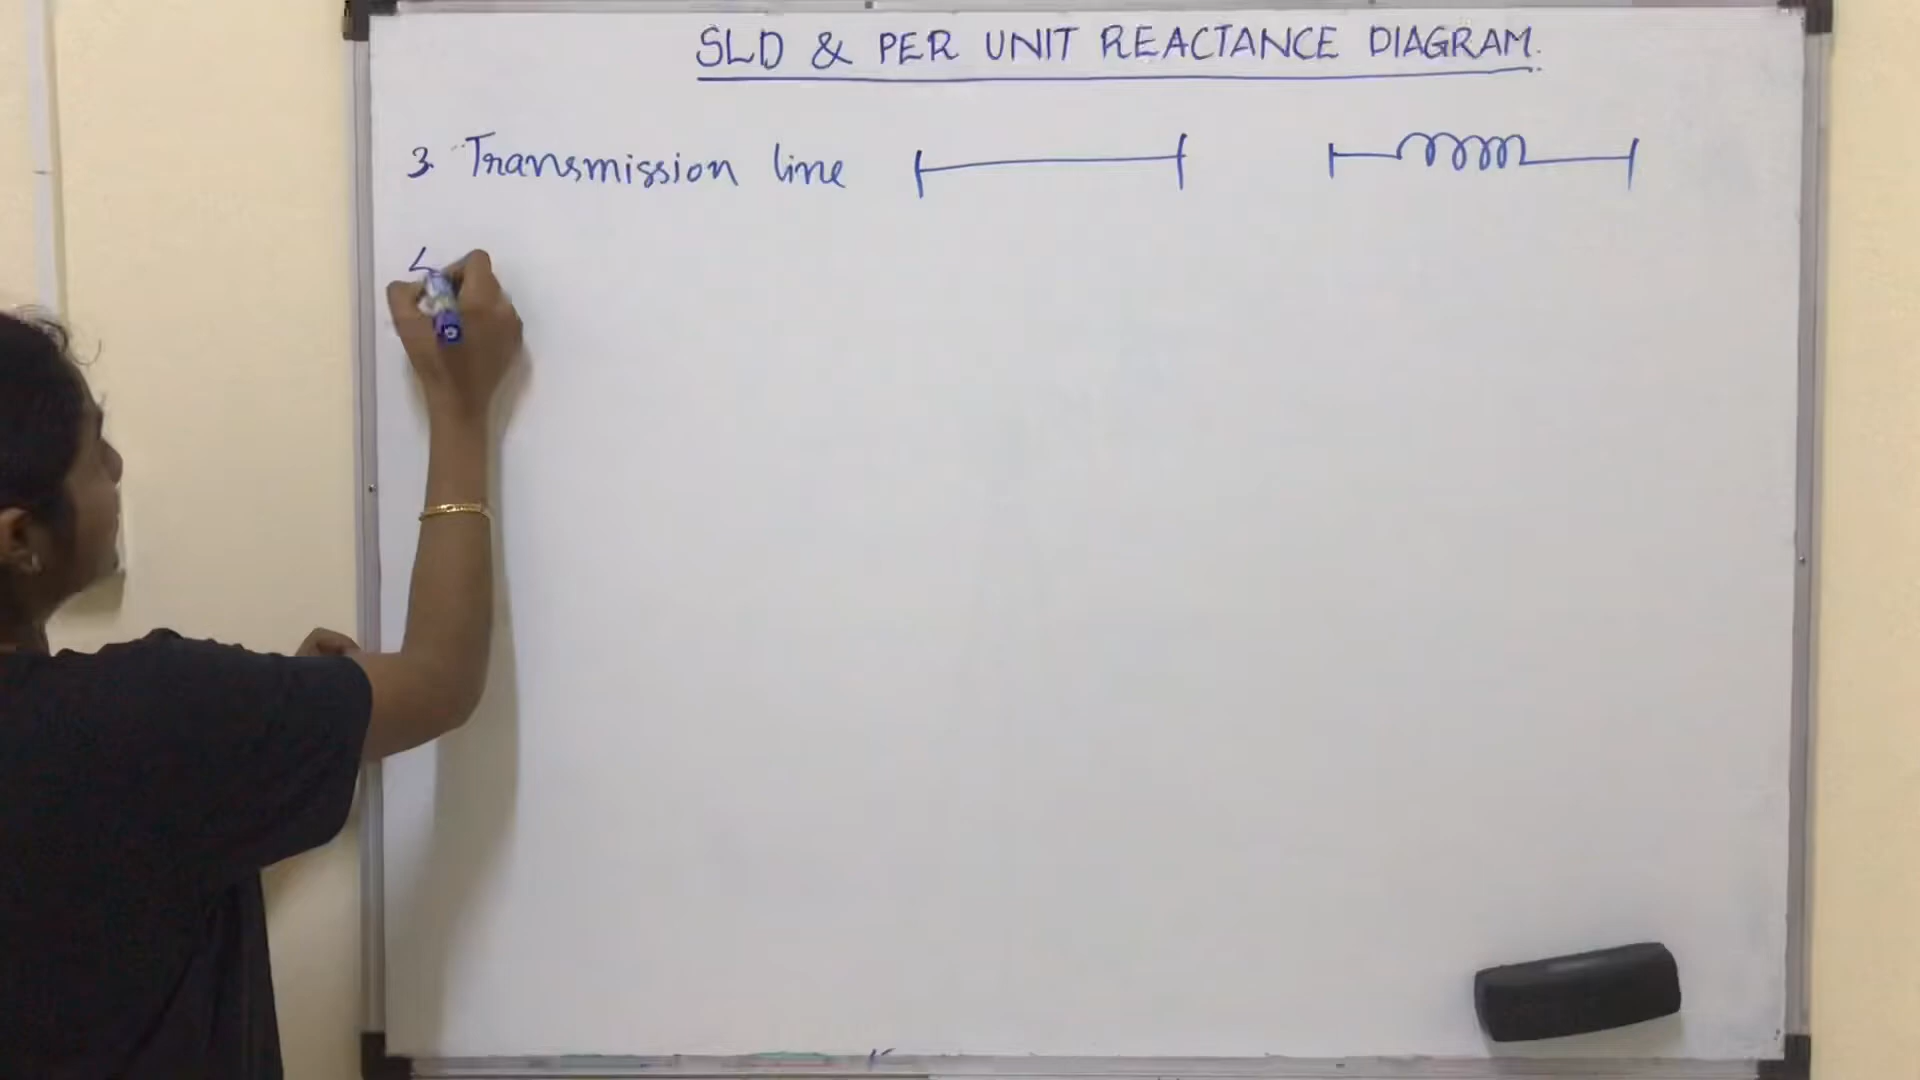 SLD & PER UNIT REACTANCE DIAGRAM.
3. Transmission line